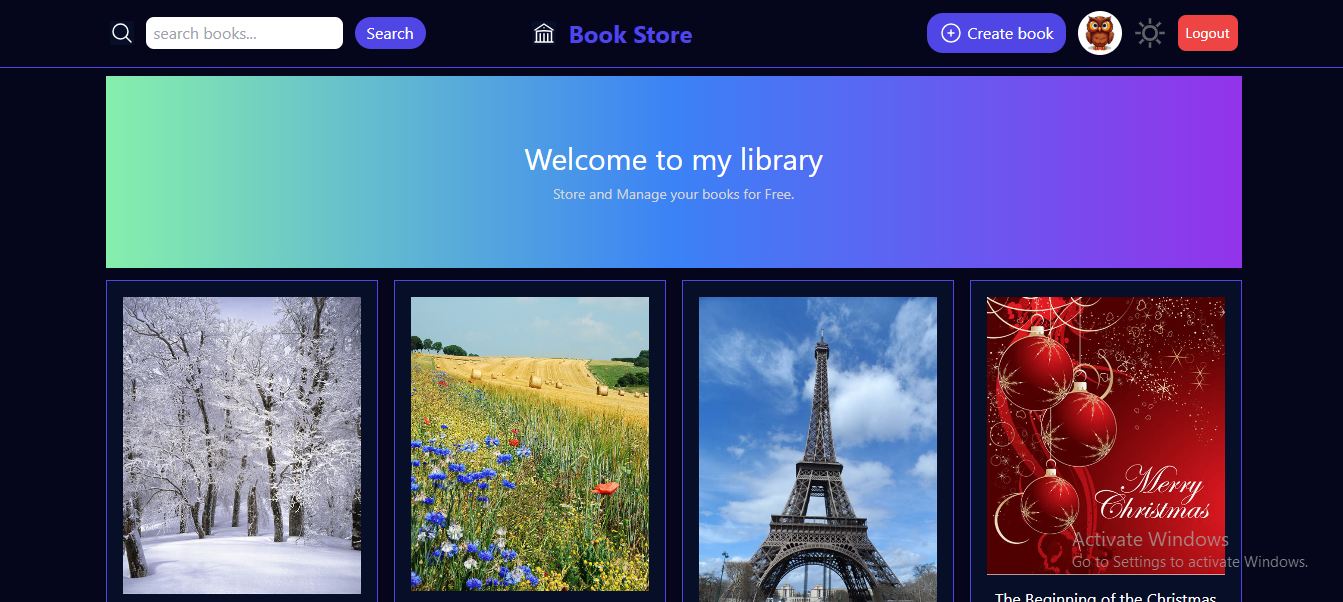 search books...
Search
Book Store
Create book
Logout
Welcome to my library
Store and Manage your books for Free.
Merry
Christmas
Activate Windows
Go to Settings to activate Windows.
The Beginning of the Christmas